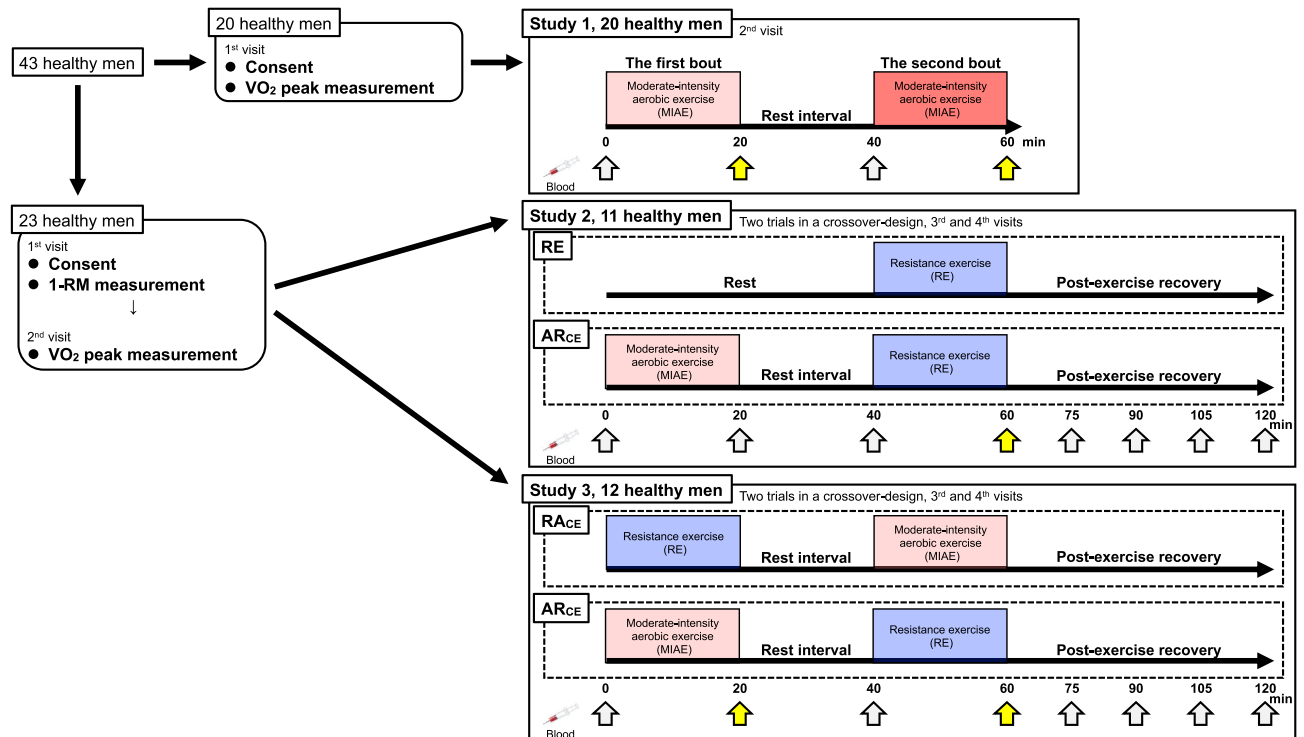 43 healthy men
20 healthy men
1st visit
● Consent
● VO₂ peak measurement
Study 1, 20 healthy men
2nd visit
The first bout
The second bout
Moderate-intensity
aerobic exercise
(MIAE)
Rest interval
Moderate-intensity
aerobic exercise
(MIAE)
0 20 40 60 min
Blood
23 healthy men
1st visit
● Consent
● 1-RM measurement
↓
2nd visit
● VO₂ peak measurement
Study 2, 11 healthy men
Two trials in a crossover-design, 3rd and 4th visits
RE
Rest
Resistance exercise
(RE)
Post-exercise recovery
ARCE
Moderate-intensity
aerobic exercise
(MIAE)
Rest interval
Resistance exercise
(RE)
Post-exercise recovery
0 20 40 60 75 90 105 120
min
Blood
Study 3, 12 healthy men
Two trials in a crossover-design, 3rd and 4th visits
RACE
Resistance exercise
(RE)
Rest interval
Moderate-intensity
aerobic exercise
(MIAE)
Post-exercise recovery
ARCE
Moderate-intensity
aerobic exercise
(MIAE)
Rest interval
Resistance exercise
(RE)
Post-exercise recovery
0 20 40 60 75 90 105 120
min
Blood